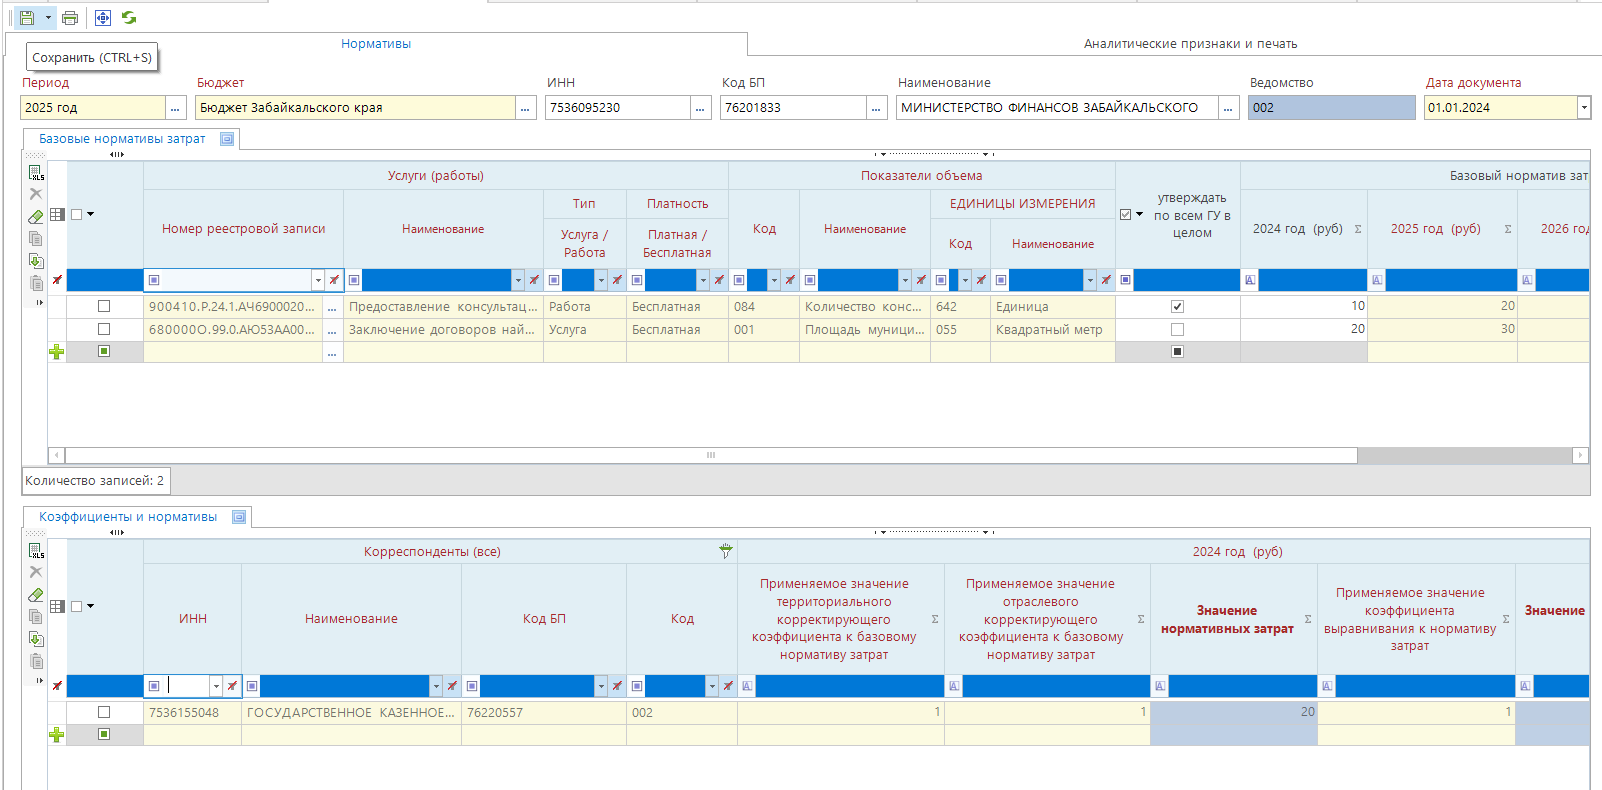 Нормативы
Аналитические признаки и печать
Сохранить (CTRL+S)
Период
Бюджет
ИНН
Код БП
Наименование
Ведомство
Дата документа
2025 год
...
Бюджет Забайкальского края
...
7536095230
...
76201833
...
МИНИСТЕРСТВО ФИНАНСОВ ЗАБАЙКАЛЬСКОГО
...
002
01.01.2024
Базовые нормативы затрат
XLS
Услуги (работы)
Показатели объема
утверждать
по всем ГУ в
целом
Базовый норматив зат
Номер реестровой записи
Наименование
Тип
Платность
Услуга /
Работа
Платная /
Бесплатная
Код
Наименование
ЕДИНИЦЫ ИЗМЕРЕНИЯ
Код
Наименование
2024 год (руб) Σ
2025 год (руб) Σ
2026 год
900410.Р.24.1.АЧ6900020... ... Предоставление консультац... Работа Бесплатная 084 Количество конс... 642 Единица 10 20
680000О.99.0.АЮ53АА00... ... Заключение договоров най... Услуга Бесплатная 001 Площадь муници... 055 Квадратный метр 20 30
...
Количество записей: 2
Коэффициенты и нормативы
XLS
Корреспонденты (все)
2024 год (руб)
ИНН
Наименование
Код БП
Код
Применяемое значение
территориального
корректирующего
коэффициента к базовому
нормативу затрат
Σ
Применяемое значение
отраслевого
корректирующего
коэффициента к базовому
нормативу затрат
Σ
Значение
нормативных затрат
Σ
Применяемое значение
коэффициента
выравнивания к нормативу
затрат
Σ
Значение
7536155048 ГОСУДАРСТВЕННОЕ КАЗЕННОЕ... 76220557 002 1 1 20 1